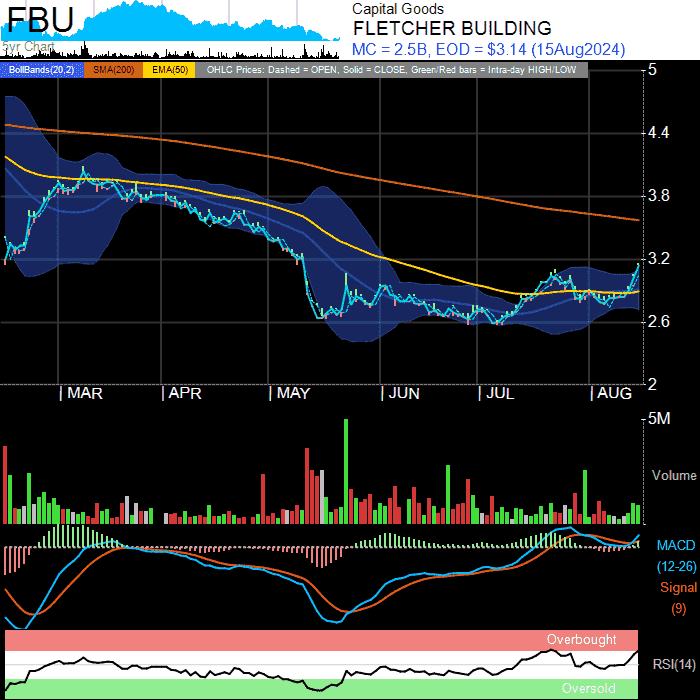 FBU
5yr Chart
Capital Goods
FLETCHER BUILDING
MC = 2.5B, EOD = $3.14 (15Aug2024)
BollBands(20,2) SMA(200) EMA(50) OHLC Prices: Dashed = OPEN, Solid = CLOSE, Green/Red bars = Intra-day HIGH/LOW
5
4.4
3.8
3.2
2.6
2
MAR APR MAY JUN JUL AUG
5M
Volume
MACD
(12-26)
Signal
(9)
Overbought
RSI(14)
Oversold